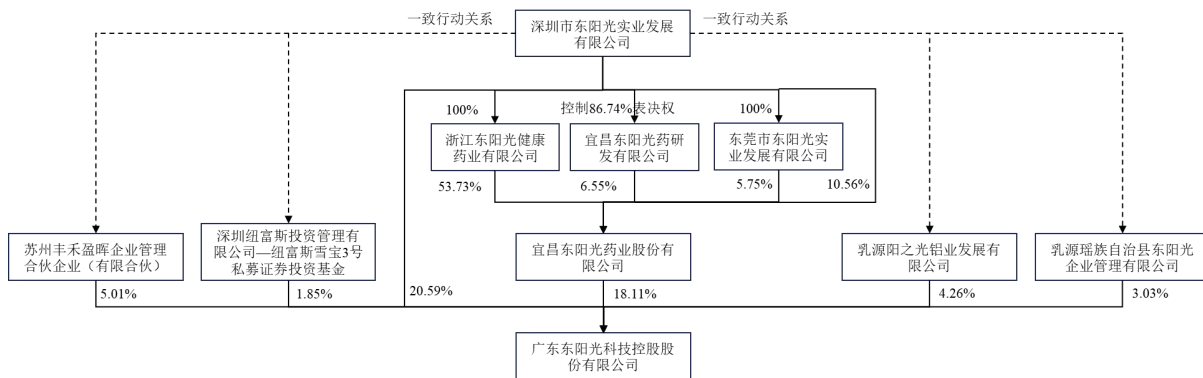 一致行动关系
深圳市东阳光实业发展
有限公司
一致行动关系
100%
控制86.74%表决权
100%
浙江东阳光健康
药业有限公司
宜昌东阳光药研
发有限公司
东莞市东阳光实
业发展有限公司
53.73%
6.55%
5.75%
10.56%
苏州丰禾盈晖企业管理
合伙企业（有限合伙）
深圳纽富斯投资管理有
限公司—纽富斯雪宝3号
私募证券投资基金
宜昌东阳光药业股份有
限公司
乳源阳之光铝业发展有
限公司
乳源瑶族自治县东阳光
企业管理有限公司
5.01%
1.85%
20.59%
18.11%
4.26%
3.03%
广东东阳光科技控股股
份有限公司